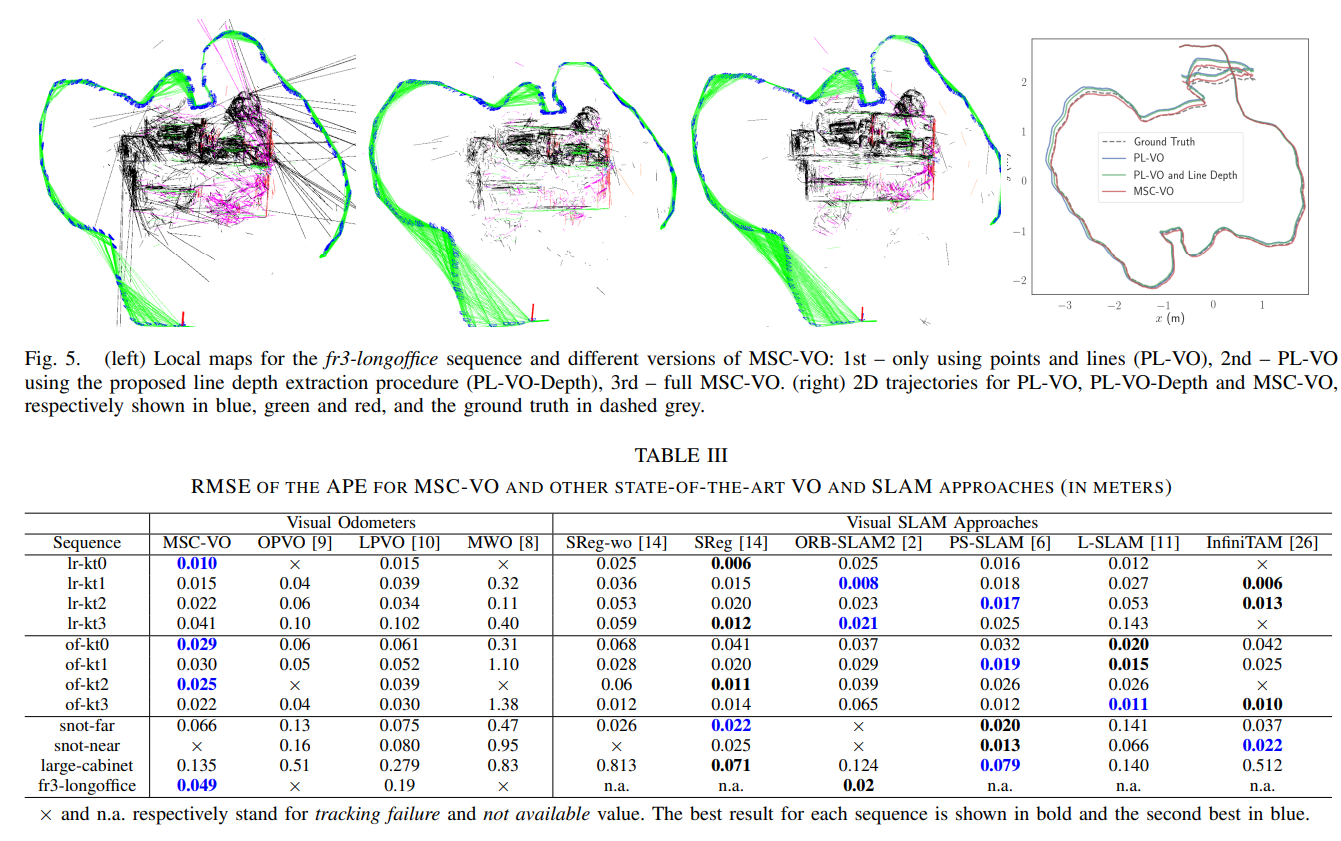 2
1
0
−1
−2
−3
−2
−1
0
1
x (m)
Ground Truth
PL-VO
PL-VO and Line Depth
MSC-VO
Fig. 5. (left) Local maps for the fr3-longoffice sequence and different versions of MSC-VO: 1st – only using points and lines (PL-VO), 2nd – PL-VO
using the proposed line depth extraction procedure (PL-VO-Depth), 3rd – full MSC-VO. (right) 2D trajectories for PL-VO, PL-VO-Depth and MSC-VO,
respectively shown in blue, green and red, and the ground truth in dashed grey.
TABLE III
RMSE OF THE APE FOR MSC-VO AND OTHER STATE-OF-THE-ART VO AND SLAM APPROACHES (IN METERS)
Visual Odometers Visual SLAM Approaches
Sequence MSC-VO OPVO [9] LPVO [10] MWO [8] SReg-wo [14] SReg [14] ORB-SLAM2 [2] PS-SLAM [6] L-SLAM [11] InfiniTAM [26]
lr-kt0 0.010 × 0.015 × 0.025 0.006 0.025 0.016 0.012 ×
lr-kt1 0.015 0.04 0.039 0.32 0.036 0.015 0.008 0.018 0.027 0.006
lr-kt2 0.022 0.06 0.034 0.11 0.053 0.020 0.023 0.017 0.053 0.013
lr-kt3 0.041 0.10 0.102 0.40 0.059 0.012 0.021 0.025 0.143 ×
of-kt0 0.029 0.06 0.061 0.31 0.068 0.041 0.037 0.032 0.020 0.042
of-kt1 0.030 0.05 0.052 1.10 0.028 0.020 0.029 0.019 0.015 0.025
of-kt2 0.025 × 0.039 × 0.06 0.011 0.039 0.026 0.026 ×
of-kt3 0.022 0.04 0.030 1.38 0.012 0.014 0.065 0.012 0.011 0.010
snot-far 0.066 0.13 0.075 0.47 0.026 0.022 × 0.020 0.141 0.037
snot-near × 0.16 0.080 0.95 × 0.025 × 0.013 0.066 0.022
large-cabinet 0.135 0.51 0.279 0.83 0.813 0.071 0.124 0.079 0.140 0.512
fr3-longoffice 0.049 × 0.19 × n.a. n.a. 0.02 n.a. n.a. n.a.
× and n.a. respectively stand for tracking failure and not available value. The best result for each sequence is shown in bold and the second best in blue.